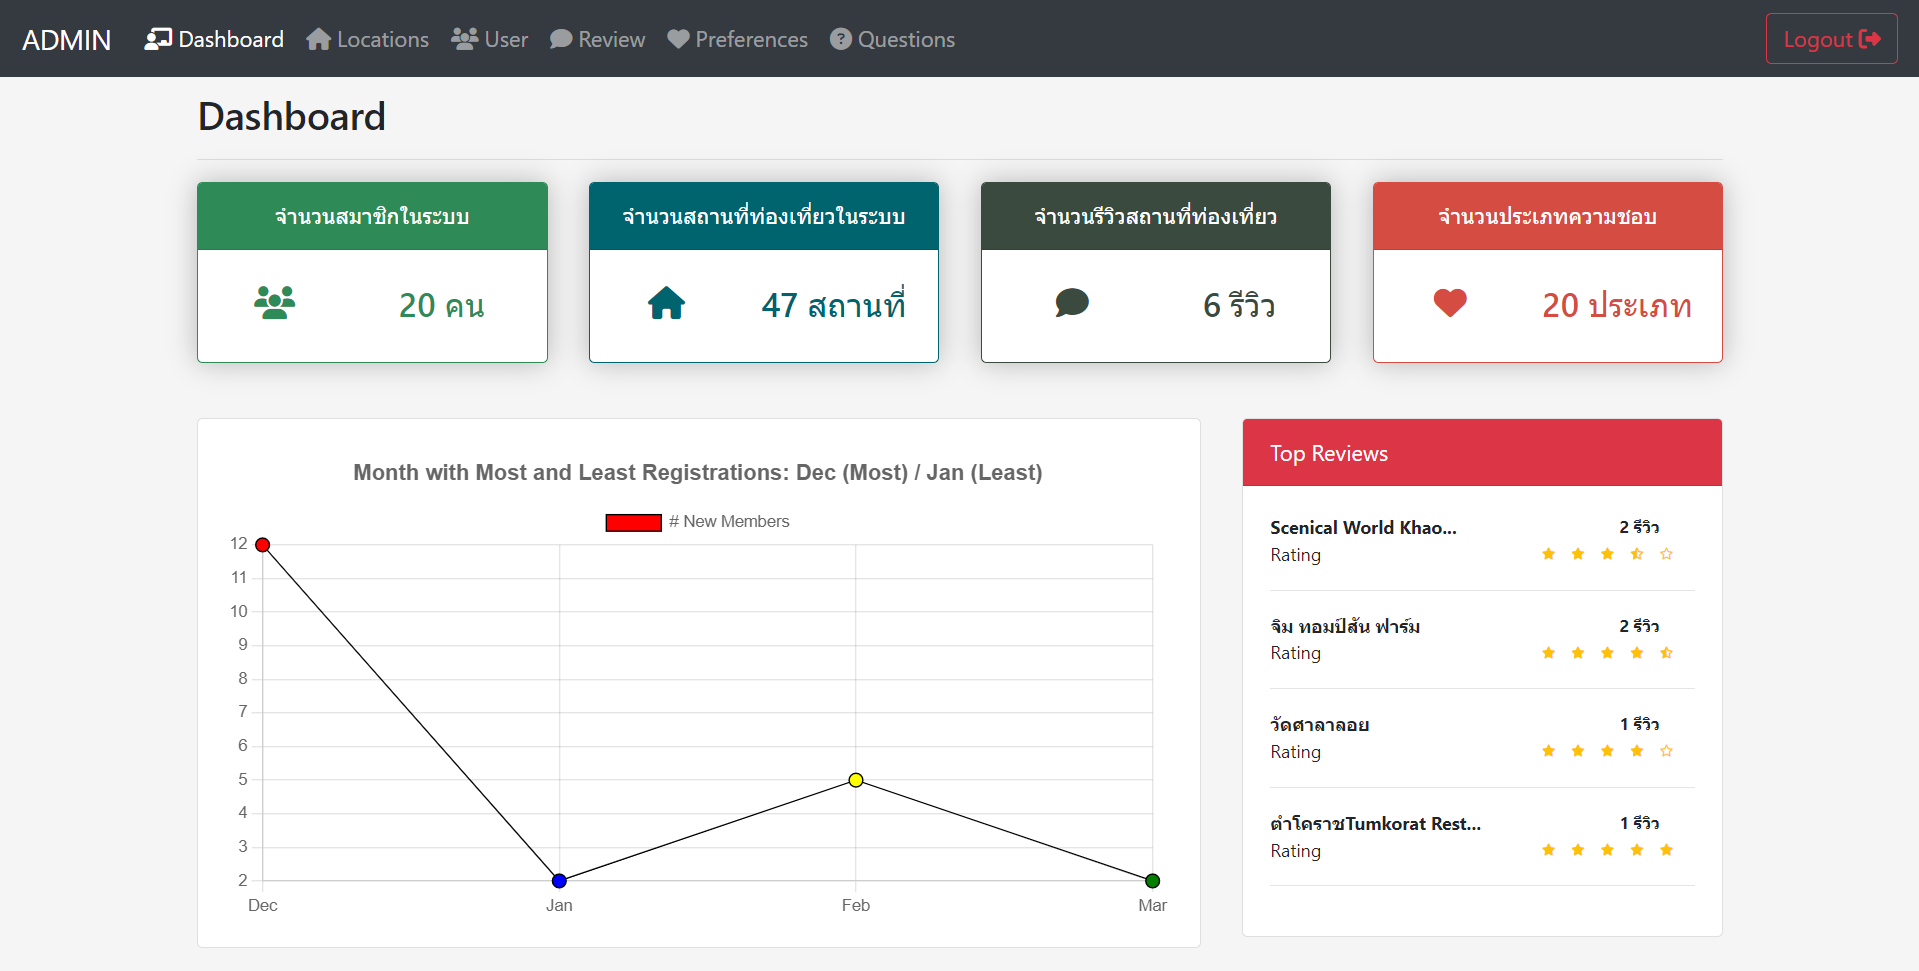 ADMIN Dashboard Locations User Review Preferences Questions Logout
Dashboard
จำนวนสมาชิกในระบบ
20 คน
จำนวนสถานที่ท่องเที่ยวในระบบ
47 สถานที่
จำนวนรีวิวสถานที่ท่องเที่ยว
6 รีวิว
จำนวนประเภทความชอบ
20 ประเภท
Month with Most and Least Registrations: Dec (Most) / Jan (Least)
# New Members
12
11
10
9
8
7
6
5
4
3
2
Dec Jan Feb Mar
Top Reviews
Scenical World Khao... 2 รีวิว
Rating
จิม ทอมป์สัน ฟาร์ม 2 รีวิว
Rating
วัดศาลาลอย 1 รีวิว
Rating
ตำโคราชTumkorat Rest... 1 รีวิว
Rating